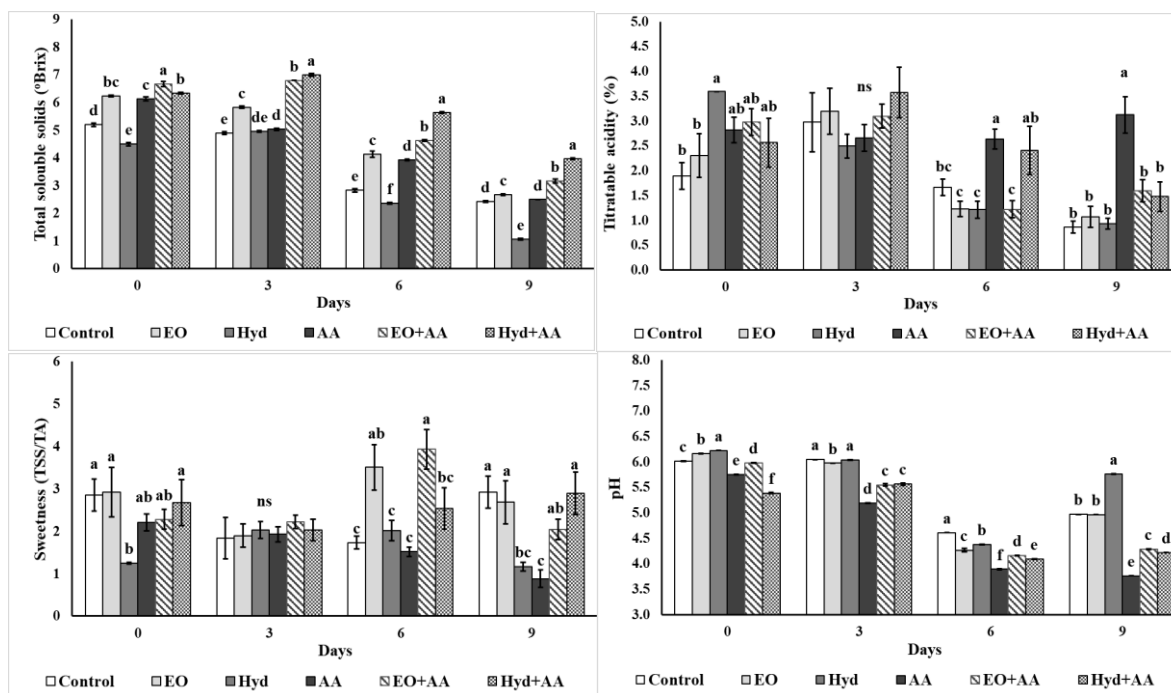 Total soluuble solids (ºBrix)
9
8
7
6
5
4
3
2
1
0
d bc e c a b
e c de d b a
e c f d b a
d c e d b a
0 3 6 9
Days
Control EO Hyd AA EO+AA Hyd+AA
Titratable acidity (%)
5.0
4.5
4.0
3.5
3.0
2.5
2.0
1.5
1.0
0.5
0.0
b ab a ab ab ab
ns
bc c c a c ab
b b b a b b
0 3 6 9
Days
Control EO Hyd AA EO+AA Hyd+AA
Sweetness (TSS/TA)
6
5
4
3
2
1
0
a a b ab ab a
ns
c ab c c a bc
a a bc c ab a
0 3 6 9
Days
Control EO Hyd AA EO+AA Hyd+AA
pH
8.0
7.5
7.0
6.5
6.0
5.5
5.0
4.5
4.0
3.5
3.0
c b a e d f
a b a d c c
a c b f d e
b b a e c d
0 3 6 9
Days
Control EO Hyd AA EO+AA Hyd+AA